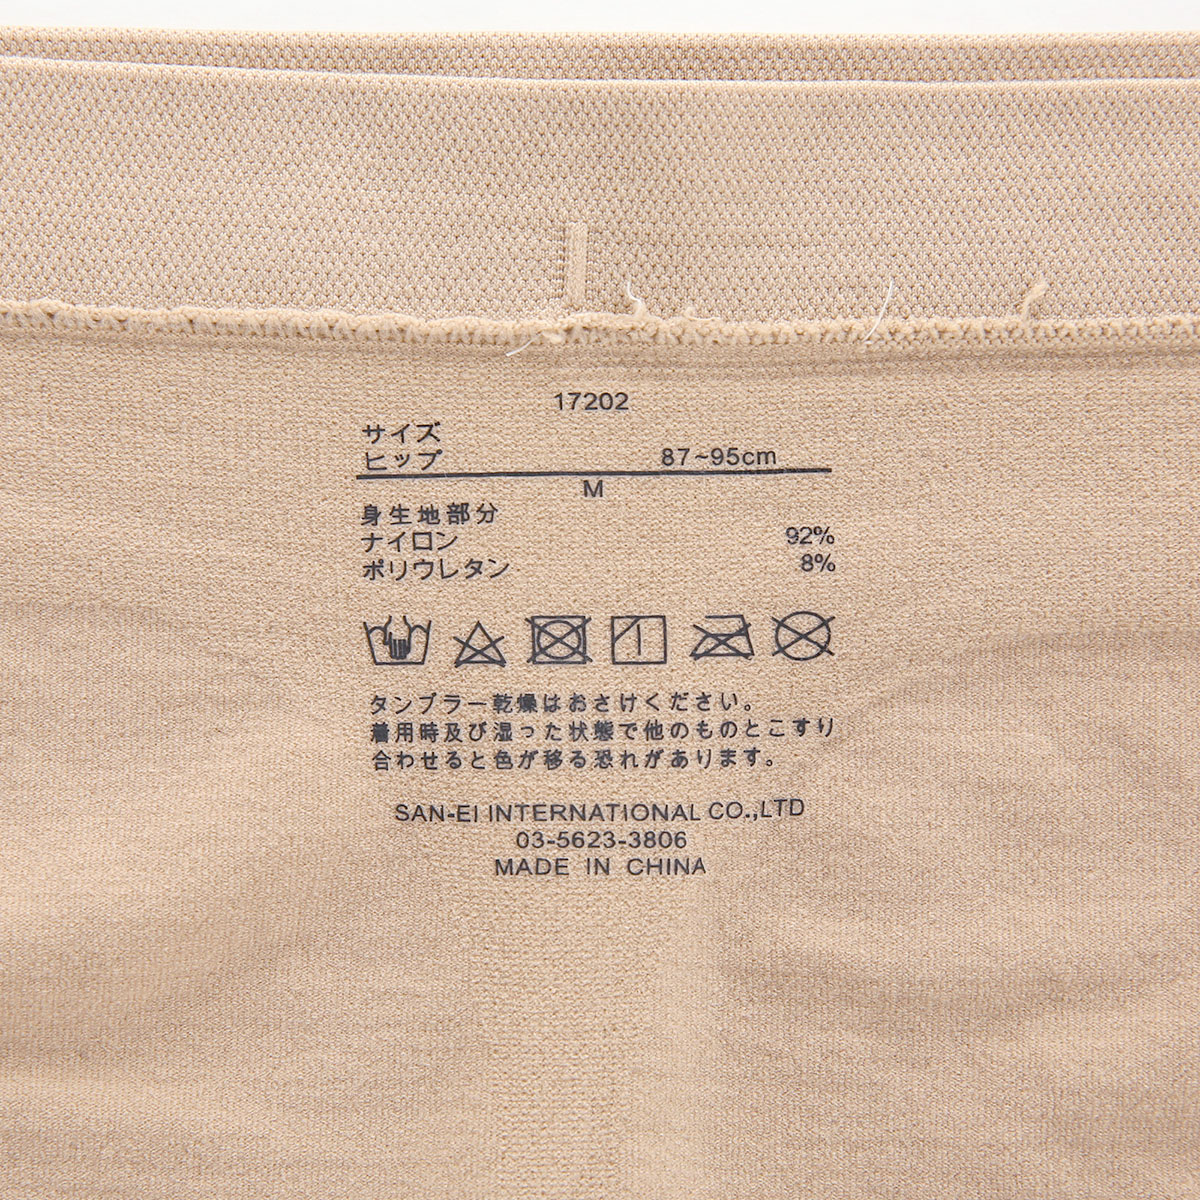 17202
サイズ
ヒップ 87~95cm
M
身生地部分
ナイロン 92%
ポリウレタン 8%
タンブラー乾燥はおさけください。
着用時及び湿った状態で他のものとこすり
合わせると色が移る恐れがあります。
SAN-EI INTERNATIONAL CO.,LTD
03-5623-3806
MADE IN CHINA